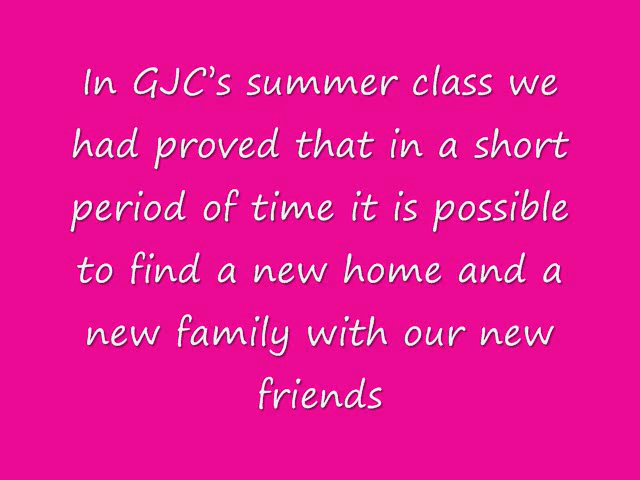 In GJC’s summer class we
had proved that in a short
period of time it is possible
to find a new home and a
new family with our new
friends